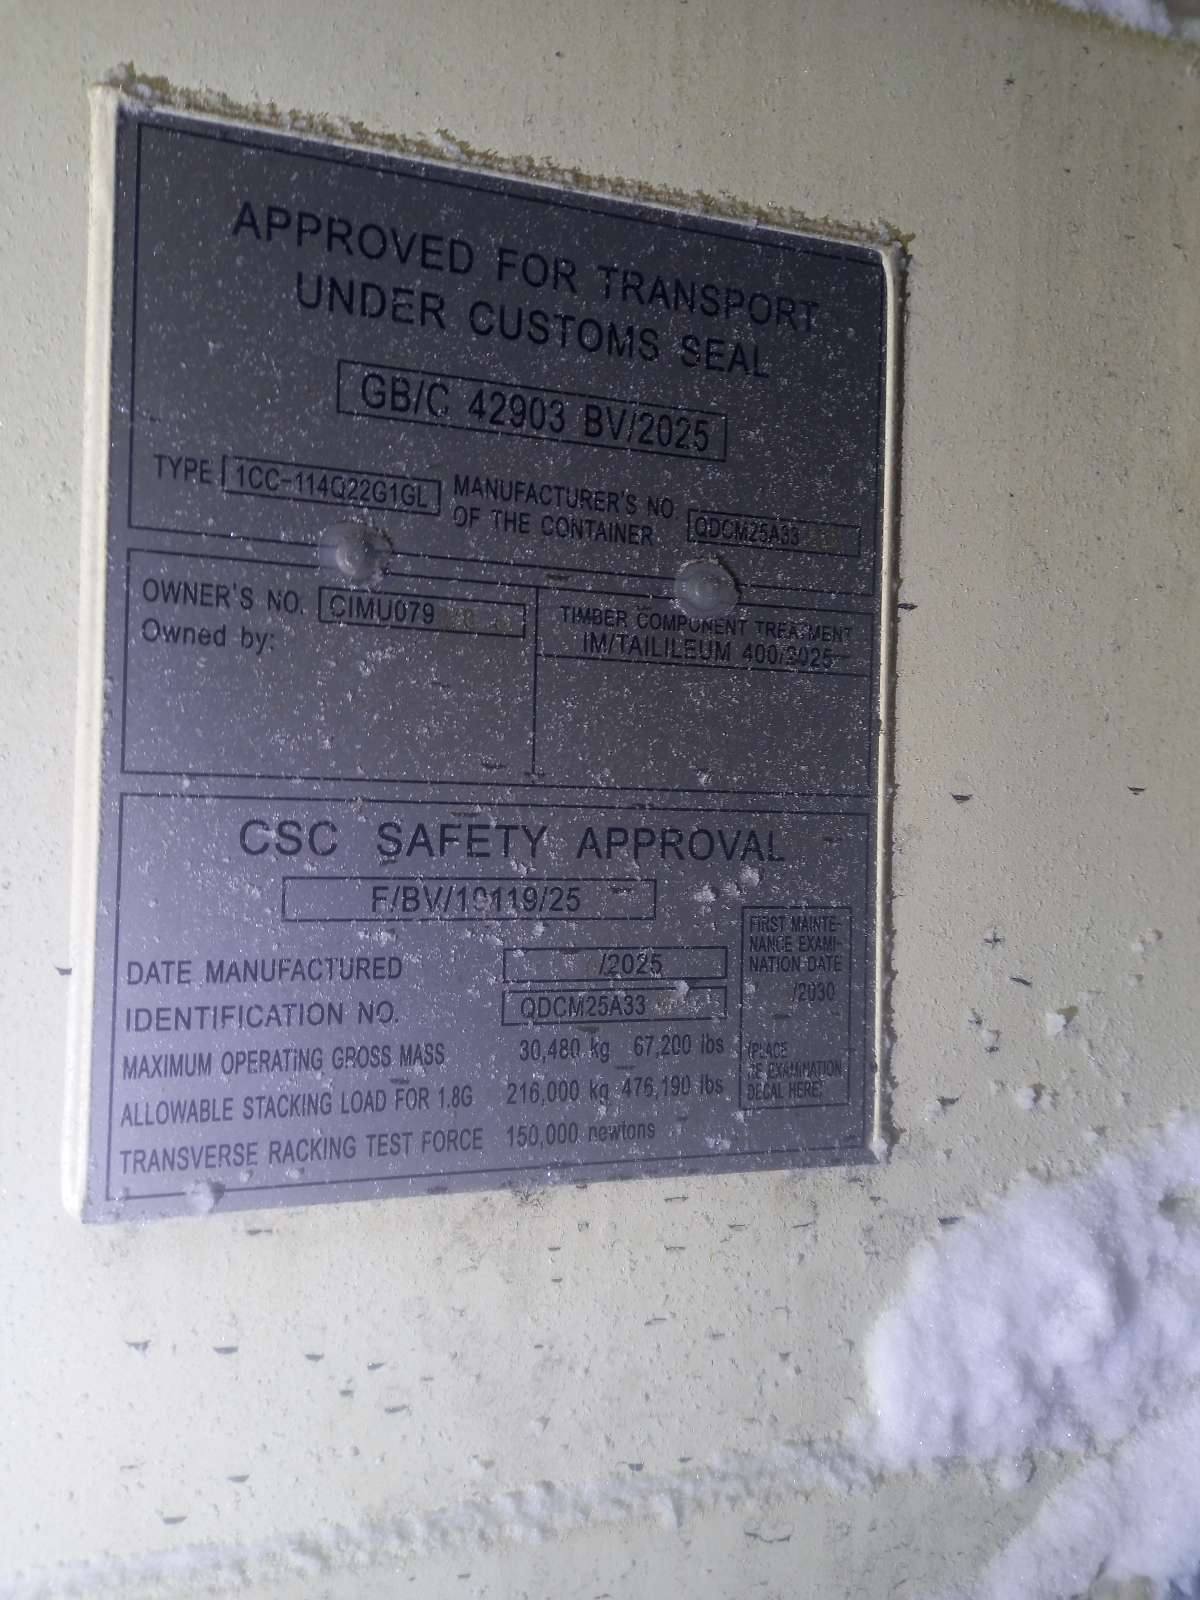 APPROVED FOR TRANSPORT
UNDER CUSTOMS SEAL
GB/C 42903 BV/2025
TYPE 1CC-114Q22G1GL MANUFACTURER'S NO
OF THE CONTAINER QDCM25A33
OWNER'S NO. CIMU079
Owned by:
TIMBER COMPONENT TREATMENT
IM/TAILILEUM 400/2025
CSC SAFETY APPROVAL
F/BV/19119/25
DATE MANUFACTURED /2025
IDENTIFICATION NO. QDCM25A33
MAXIMUM OPERATING GROSS MASS 30,480 kg 67,200 lbs
ALLOWABLE STACKING LOAD FOR 1.8G 216,000 kg 476,190 lbs
TRANSVERSE RACKING TEST FORCE 150,000 newtons
FIRST MAINTE-
NANCE EXAMI-
NATION DATE
/2030
(PLACE
OF EXAMINATION
DECAL HERE)